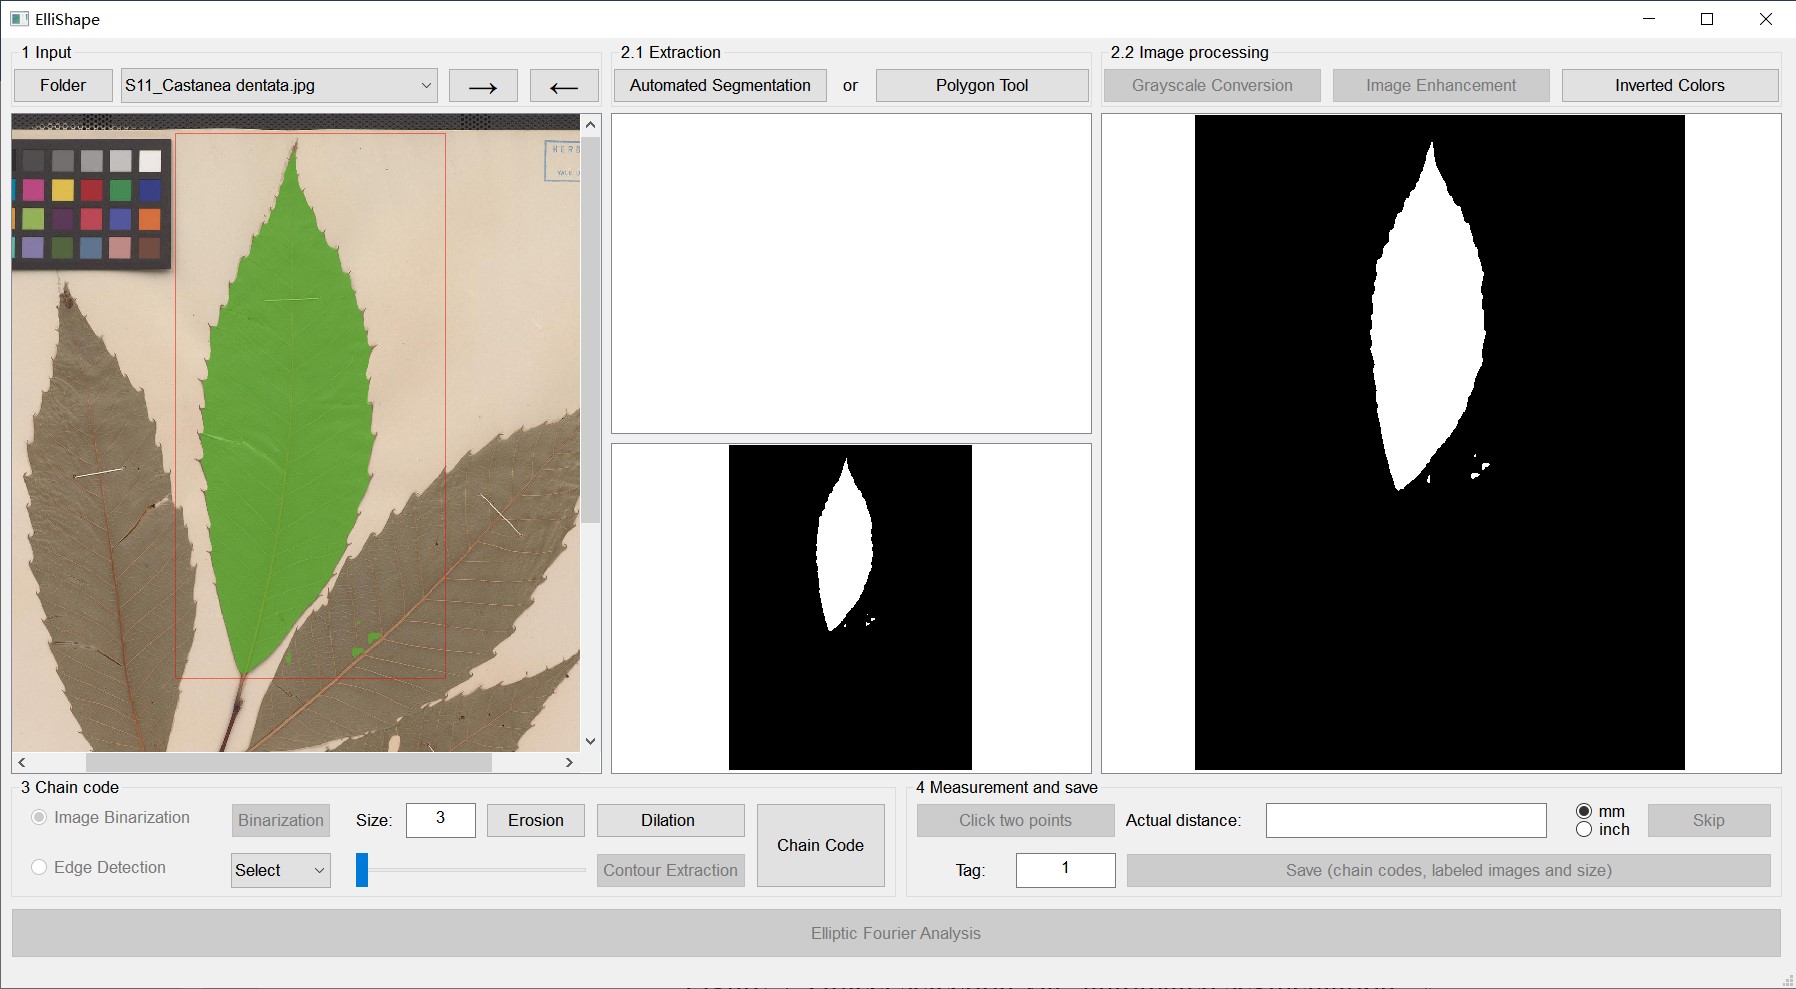 ElliShape
1 Input
Folder
S11_Castanea dentata.jpg
→
←
2.1 Extraction
Automated Segmentation
or
Polygon Tool
2.2 Image processing
Grayscale Conversion
Image Enhancement
Inverted Colors
3 Chain code
Image Binarization
Binarization
Size:
3
Erosion
Dilation
Chain Code
Edge Detection
Select
Contour Extraction
4 Measurement and save
Click two points
Actual distance:
mm
inch
Skip
Tag:
1
Save (chain codes, labeled images and size)
Elliptic Fourier Analysis